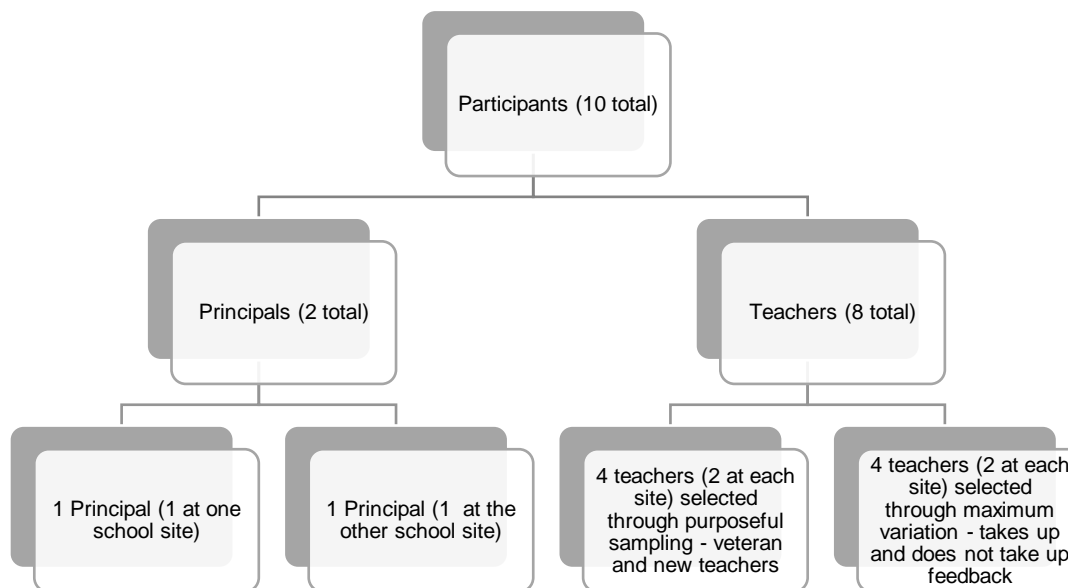 Participants (10 total)
Principals (2 total)
Teachers (8 total)
1 Principal (1 at one
school site)
1 Principal (1  at the
other school site)
4 teachers (2 at each
site) selected
through purposeful
sampling - veteran
and new teachers
4 teachers (2 at each
site) selected
through maximum
variation - takes up
and does not take up
feedback